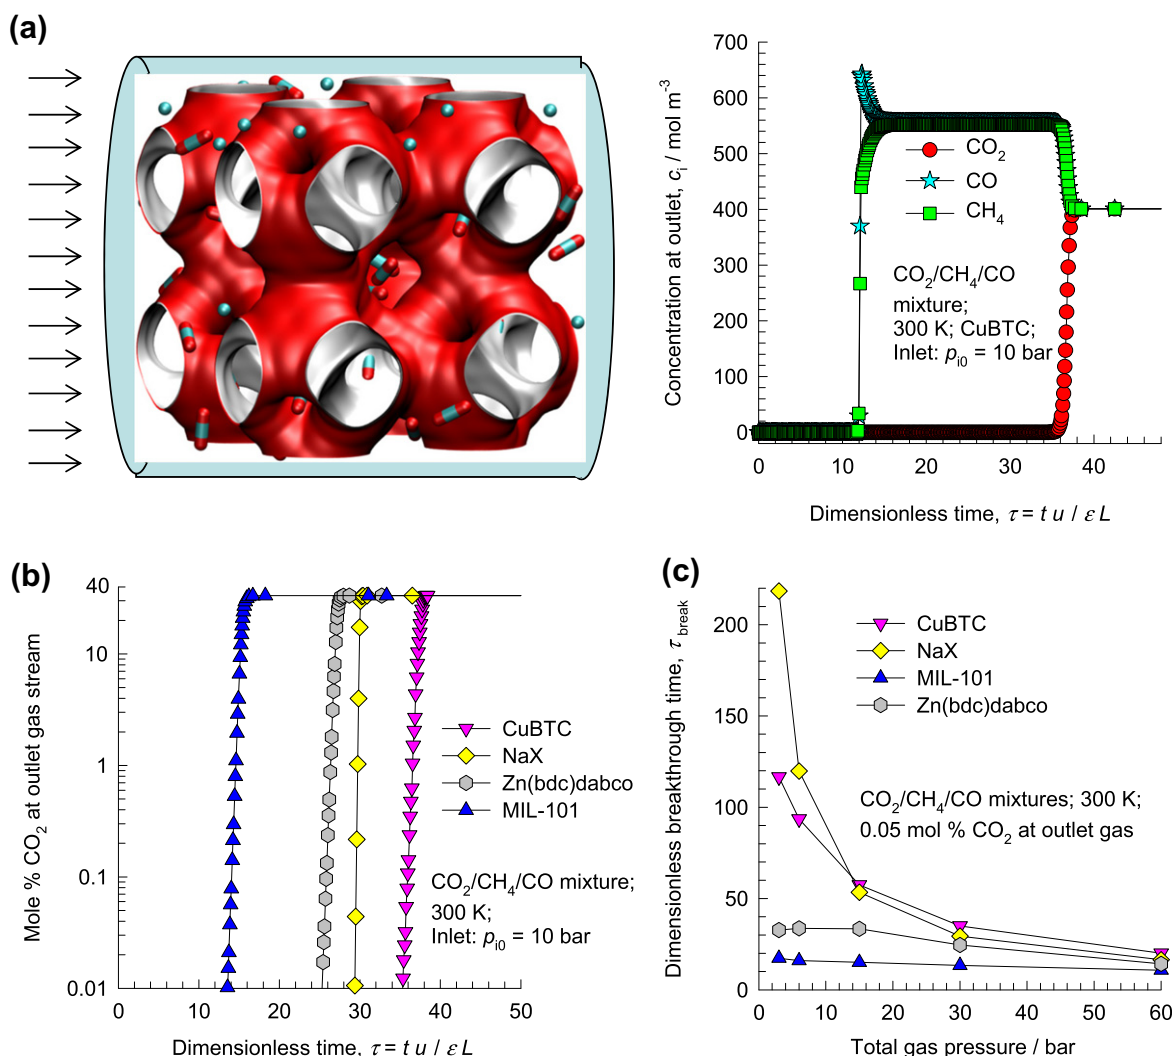 (a)
700
600
500
400
300
200
100
0
Concentration at outlet, cᵢ / mol m⁻³
CO₂
CO
CH₄
CO₂/CH₄/CO
mixture;
300 K; CuBTC;
Inlet: pᵢ₀ = 10 bar
0 10 20 30 40
Dimensionless time, τ = t u / ε L
(b)
40
10
1
0.1
0.01
Mole % CO₂ at outlet gas stream
CuBTC
NaX
Zn(bdc)dabco
MIL-101
CO₂/CH₄/CO mixture;
300 K;
Inlet: pᵢ₀ = 10 bar
0 10 20 30 40 50
Dimensionless time, τ = t u / ε L
(c)
200
150
100
50
0
Dimensionless breakthrough time, τbreak
CuBTC
NaX
MIL-101
Zn(bdc)dabco
CO₂/CH₄/CO mixtures; 300 K;
0.05 mol % CO₂ at outlet gas
0 10 20 30 40 50 60
Total gas pressure / bar